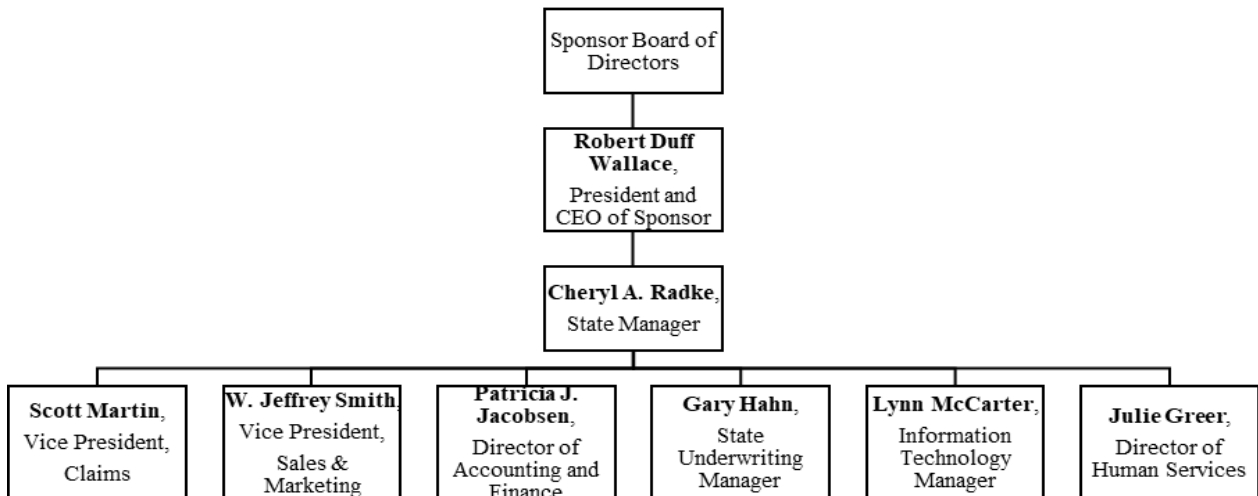 Sponsor Board of
Directors
Robert Duff
Wallace,
President and
CEO of Sponsor
Cheryl A. Radke,
State Manager
Scott Martin,
Vice President,
Claims
W. Jeffrey Smith,
Vice President,
Sales &
Marketing
Patricia J.
Jacobsen,
Director of
Accounting and
Finance
Gary Hahn,
State
Underwriting
Manager
Lynn McCarter,
Information
Technology
Manager
Julie Greer,
Director of
Human Services